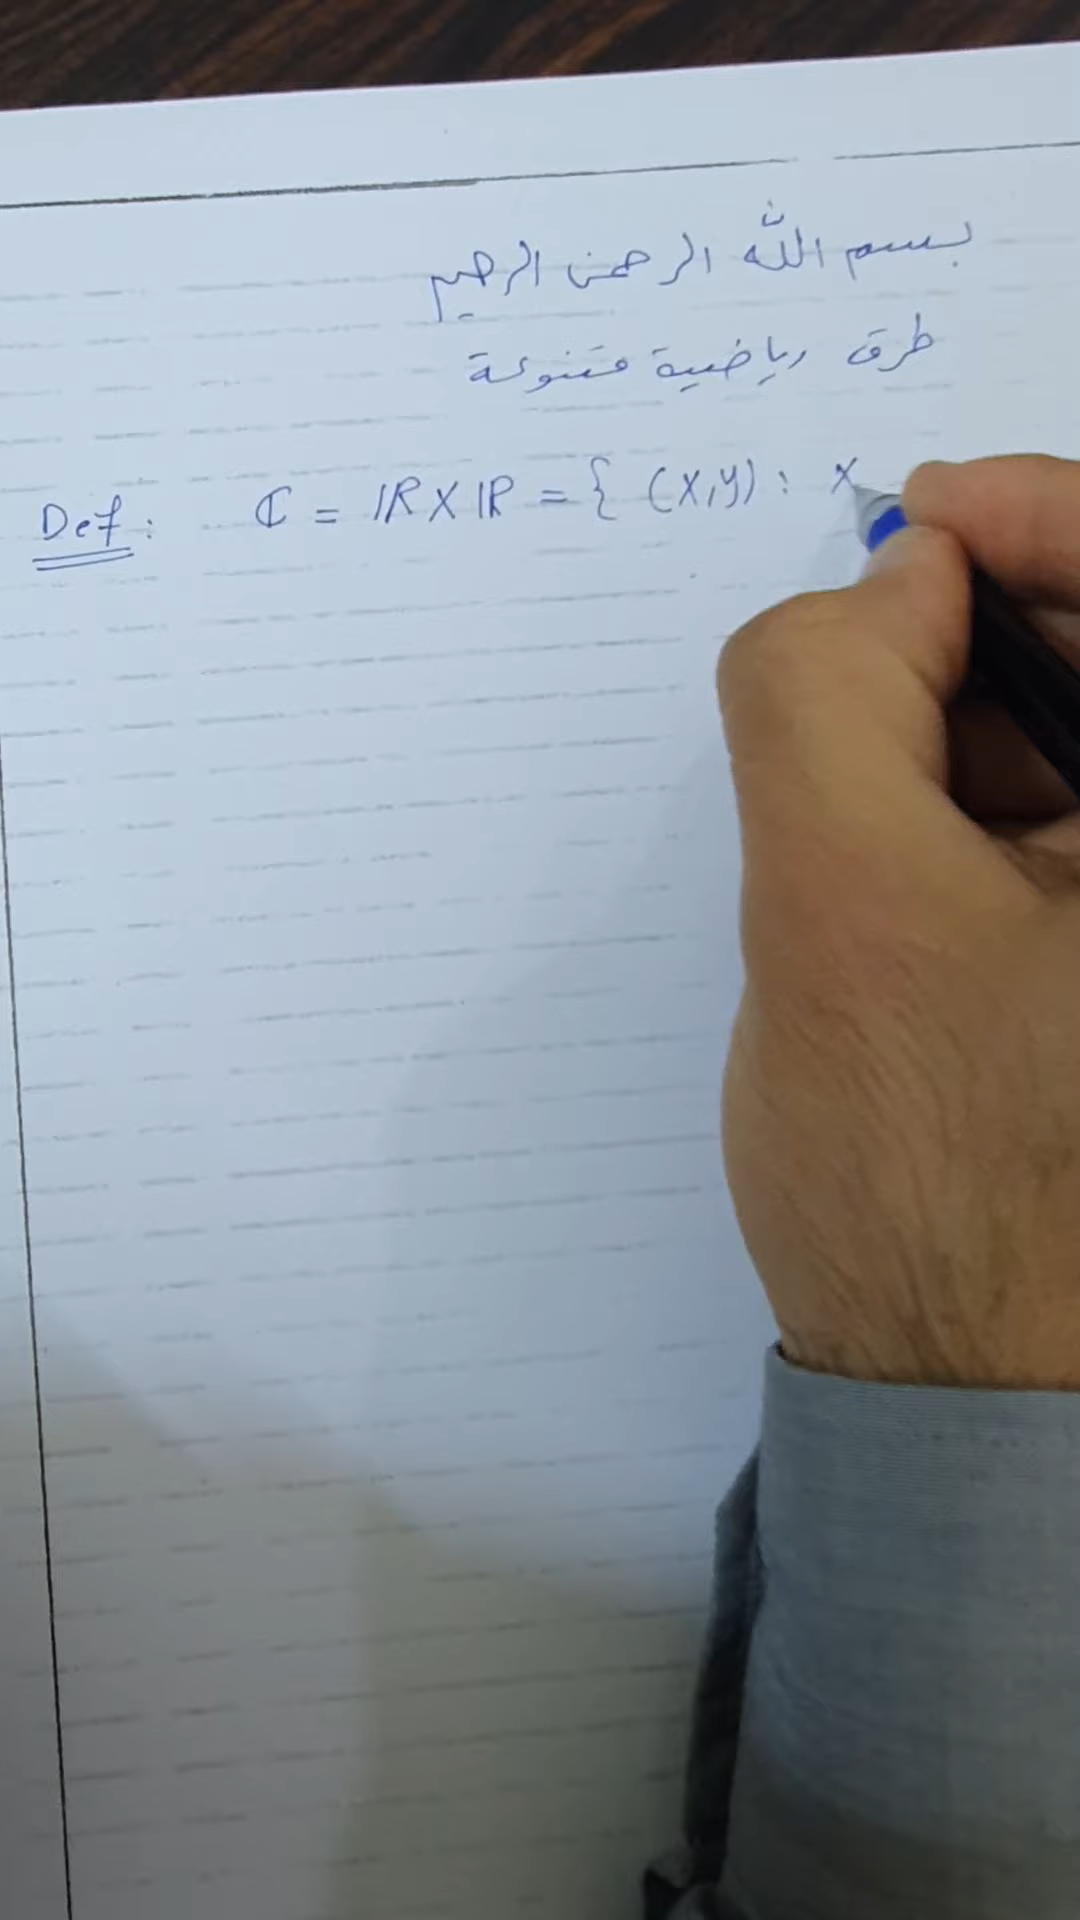 بسم الله الرحمن الرحيم
طرق رياضية متنوعة
Def: ℂ = ℝ X ℝ = { (x,y) : x